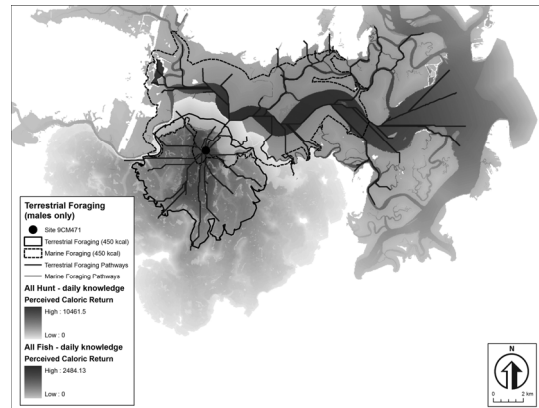 Terrestrial Foraging
(males only)
Site 9CM471
Terrestrial Foraging (450 kcal)
Marine Foraging (450 kcal)
Terrestrial Foraging Pathways
Marine Foraging Pathways
All Hunt - daily knowledge
Perceived Caloric Return
High : 10461.5
Low : 0
All Fish - daily knowledge
Perceived Caloric Return
High : 2484.13
Low : 0
N
0 2 km